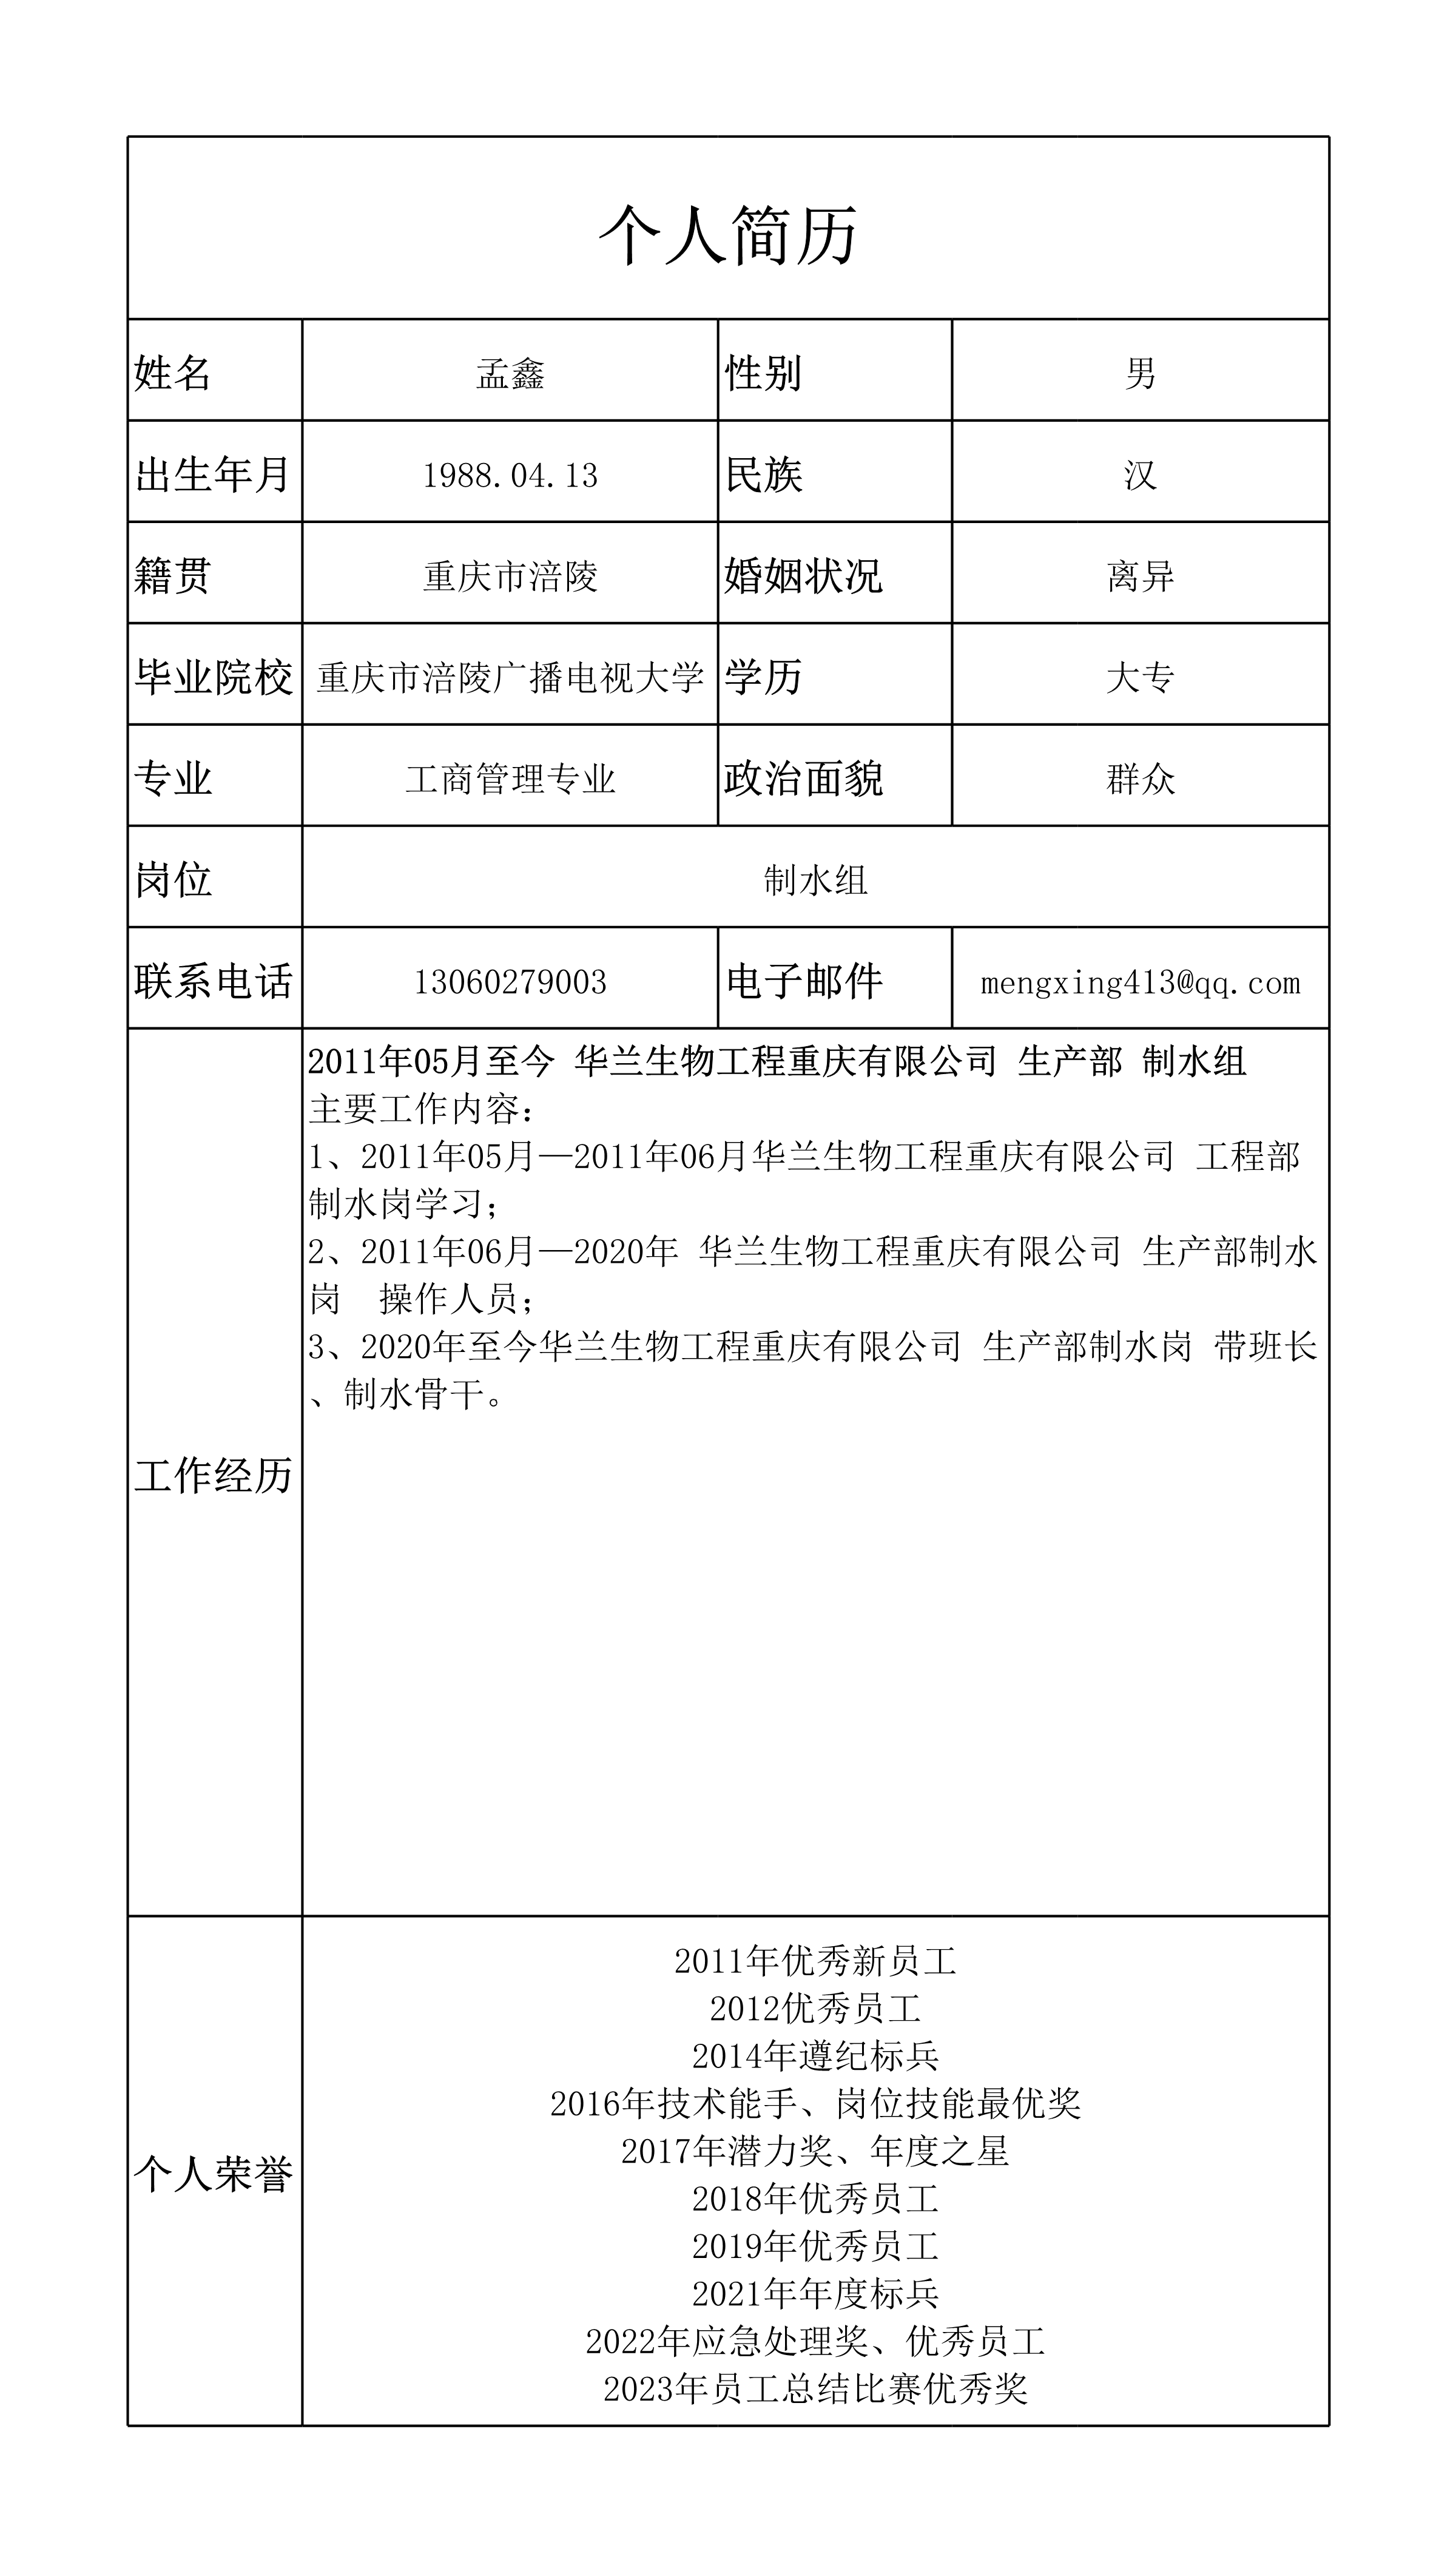 个人简历
姓名 孟鑫 性别 男
出生年月 1988.04.13 民族 汉
籍贯 重庆市涪陵 婚姻状况 离异
毕业院校 重庆市涪陵广播电视大学 学历 大专
专业 工商管理专业 政治面貌 群众
岗位 制水组
联系电话 13060279003 电子邮件 mengxing413@qq.com
工作经历
2011年05月至今 华兰生物工程重庆有限公司 生产部 制水组
主要工作内容：
1、2011年05月—2011年06月华兰生物工程重庆有限公司 工程部
制水岗学习；
2、2011年06月—2020年 华兰生物工程重庆有限公司 生产部制水
岗  操作人员；
3、2020年至今华兰生物工程重庆有限公司 生产部制水岗 带班长
、制水骨干。
个人荣誉
2011年优秀新员工
2012优秀员工
2014年遵纪标兵
2016年技术能手、岗位技能最优奖
2017年潜力奖、年度之星
2018年优秀员工
2019年优秀员工
2021年年度标兵
2022年应急处理奖、优秀员工
2023年员工总结比赛优秀奖